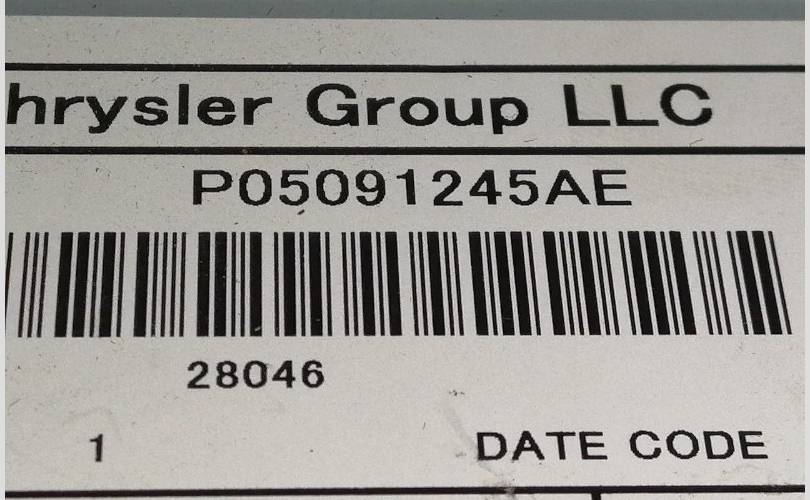 hrysler Group LLC
P05091245AE
28046
1
DATE CODE